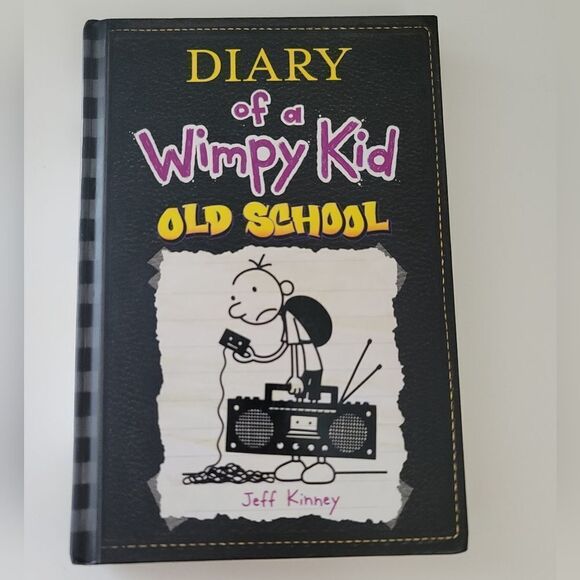 DIARY
of a
Wimpy Kid
OLD SCHOOL
Jeff Kinney